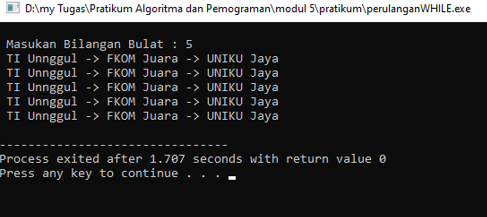 D:\my Tugas\Pratikum Algoritma dan Pemograman\modul 5\pratikum\perulanganWHILE.exe
Masukan Bilangan Bulat : 5
TI Unnggul -> FKOM Juara -> UNIKU Jaya
TI Unnggul -> FKOM Juara -> UNIKU Jaya
TI Unnggul -> FKOM Juara -> UNIKU Jaya
TI Unnggul -> FKOM Juara -> UNIKU Jaya
TI Unnggul -> FKOM Juara -> UNIKU Jaya
--------------------------------
Process exited after 1.707 seconds with return value 0
Press any key to continue . . .